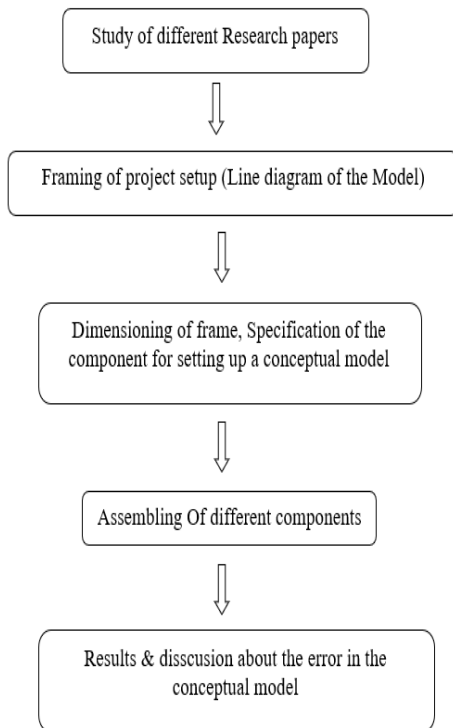 Study of different Research papers
Framing of project setup (Line diagram of the Model)
Dimensioning of frame, Specification of the
component for setting up a conceptual model
Assembling Of different components
Results & disscusion about the error in the
conceptual model